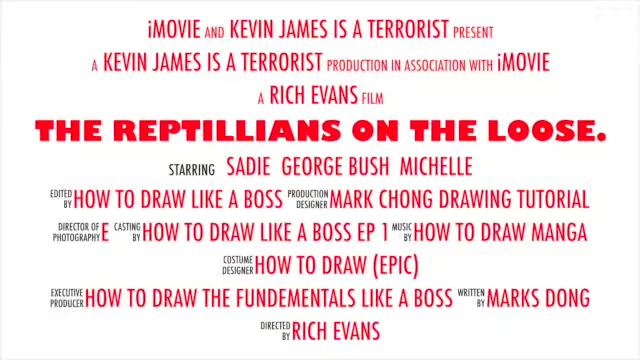 iMOVIE AND KEVIN JAMES IS A TERRORIST PRESENT
A KEVIN JAMES IS A TERRORIST PRODUCTION IN ASSOCIATION WITH iMOVIE
A RICH EVANS FILM
THE REPTILLIANS ON THE LOOSE.
STARRING SADIE GEORGE BUSH MICHELLE
EDITED BY HOW TO DRAW LIKE A BOSS PRODUCTION DESIGNER MARK CHONG DRAWING TUTORIAL
DIRECTOR OF PHOTOGRAPHY E CASTING BY HOW TO DRAW LIKE A BOSS EP 1 MUSIC BY HOW TO DRAW MANGA
COSTUME DESIGNER HOW TO DRAW (EPIC)
EXECUTIVE PRODUCER HOW TO DRAW THE FUNDEMENTALS LIKE A BOSS WRITTEN BY MARKS DONG
DIRECTED BY RICH EVANS